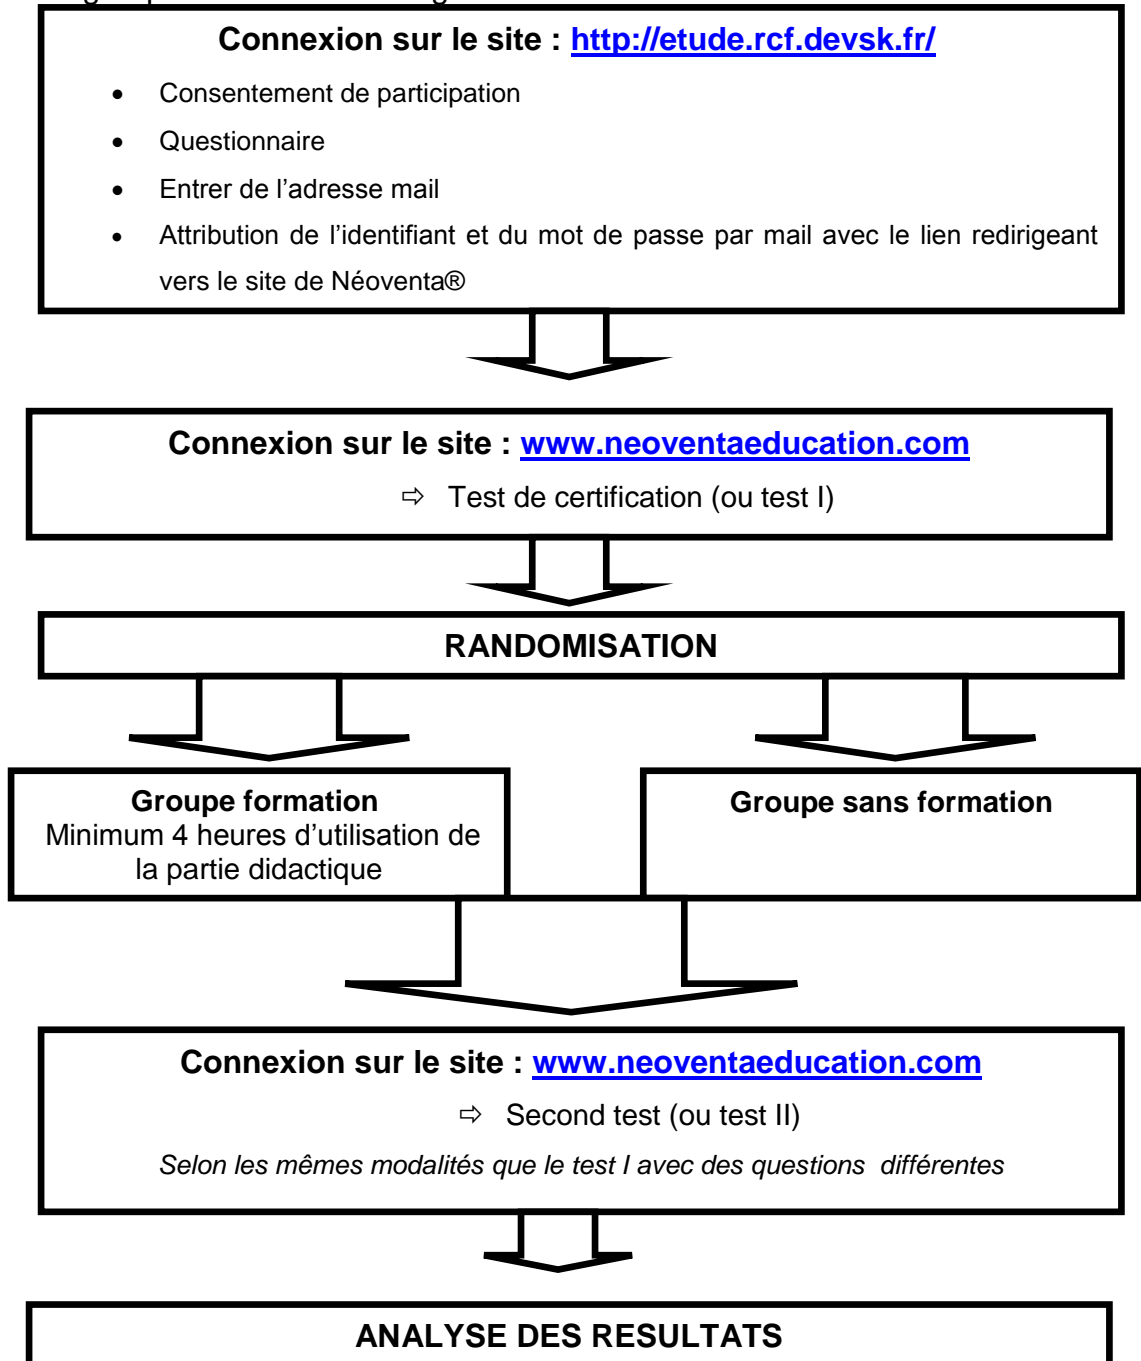 Connexion sur le site : http://etude.rcf.devsk.fr/
• Consentement de participation
• Questionnaire
• Entrer de l’adresse mail
• Attribution de l’identifiant et du mot de passe par mail avec le lien redirigeant
vers le site de Néoventa®
Connexion sur le site : www.neoventaeducation.com
⇨ Test de certification (ou test I)
RANDOMISATION
Groupe formation
Minimum 4 heures d’utilisation de
la partie didactique
Groupe sans formation
Connexion sur le site : www.neoventaeducation.com
⇨ Second test (ou test II)
Selon les mêmes modalités que le test I avec des questions différentes
ANALYSE DES RESULTATS